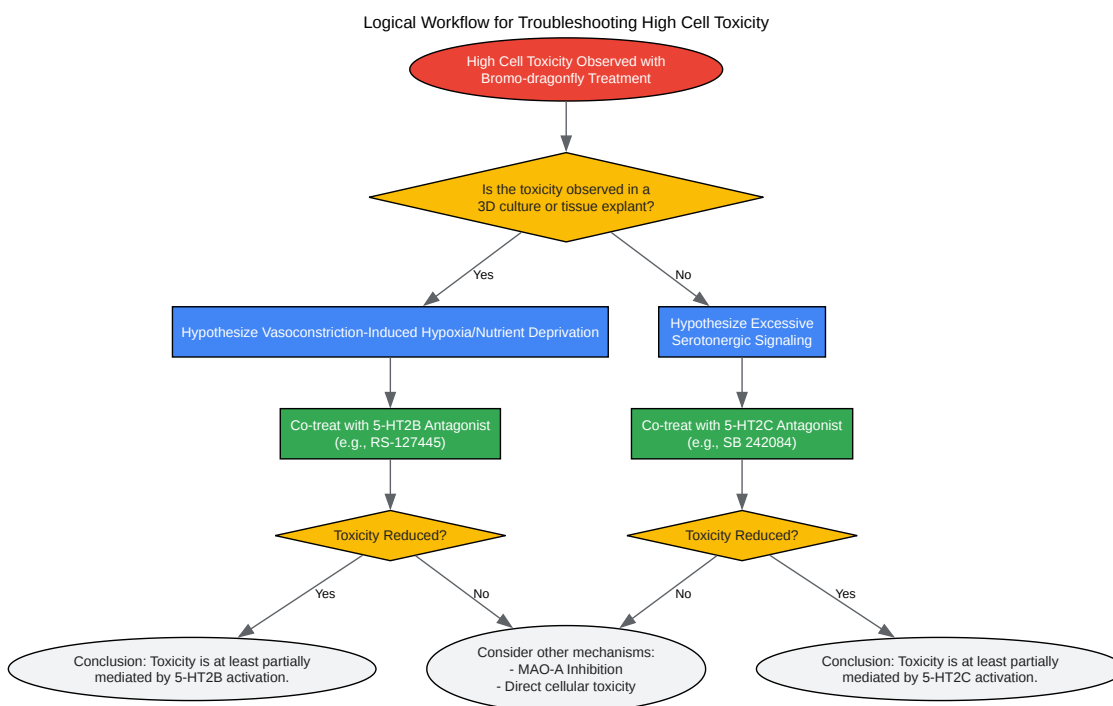 Logical Workflow for Troubleshooting High Cell Toxicity
High Cell Toxicity Observed with
Bromo-dragonfly Treatment
Is the toxicity observed in a
3D culture or tissue explant?
Yes
No
Hypothesize Vasoconstriction-Induced Hypoxia/Nutrient Deprivation
Hypothesize Excessive
Serotonergic Signaling
Co-treat with 5-HT2B Antagonist
(e.g., RS-127445)
Co-treat with 5-HT2C Antagonist
(e.g., SB 242084)
Toxicity Reduced?
Toxicity Reduced?
Yes
No
No
Yes
Conclusion: Toxicity is at least partially
mediated by 5-HT2B activation.
Consider other mechanisms:
- MAO-A Inhibition
- Direct cellular toxicity
Conclusion: Toxicity is at least partially
mediated by 5-HT2C activation.